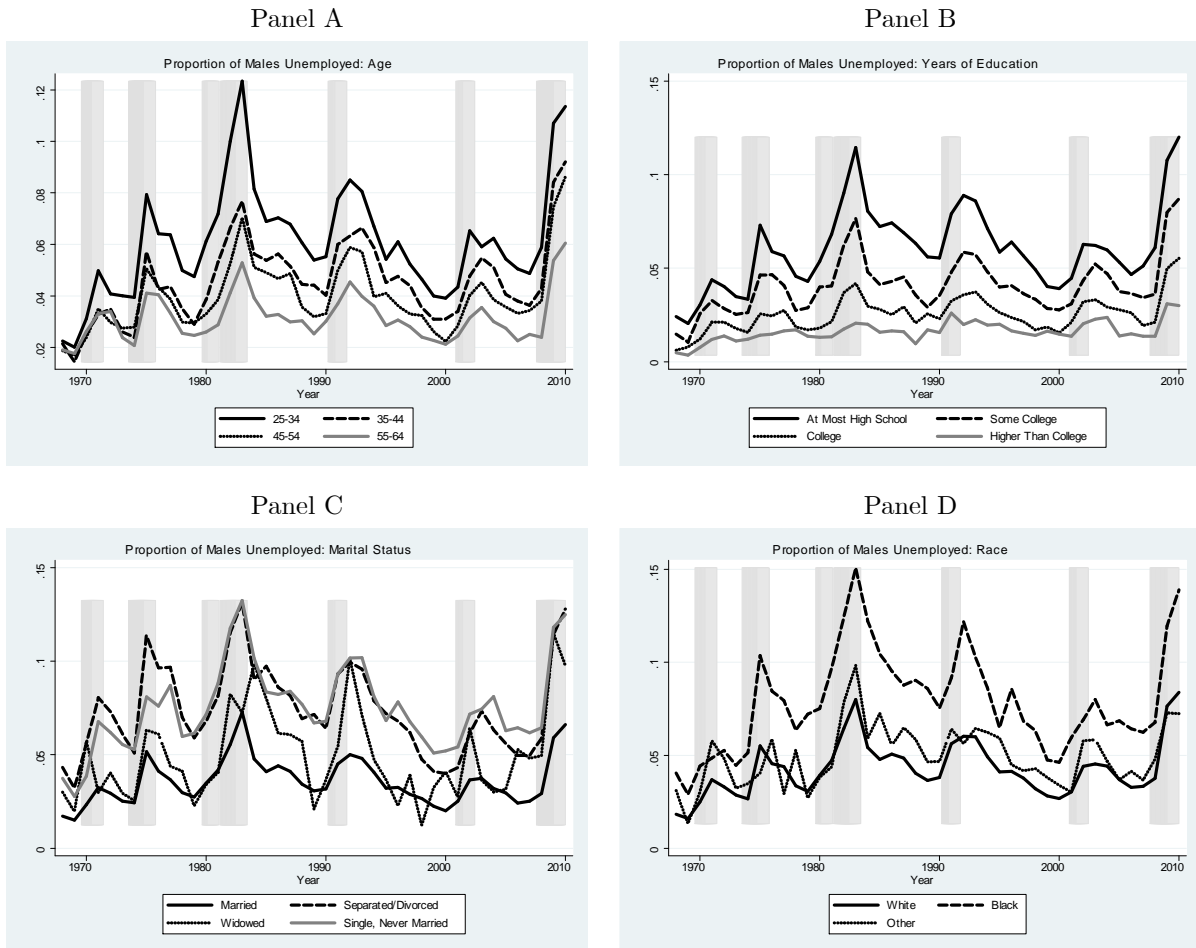 Panel A
Proportion of Males Unemployed: Age
.12
.1
.08
.06
.04
.02
1970 1980 1990 2000 2010
Year
25-34 35-44
45-54 55-64
Panel B
Proportion of Males Unemployed: Years of Education
.15
.1
.05
0
1970 1980 1990 2000 2010
Year
At Most High School Some College
College Higher Than College
Panel C
Proportion of Males Unemployed: Marital Status
.15
.1
.05
0
1970 1980 1990 2000 2010
Year
Married Separated/Divorced
Widowed Single, Never Married
Panel D
Proportion of Males Unemployed: Race
.15
.1
.05
0
1970 1980 1990 2000 2010
Year
White Black
Other